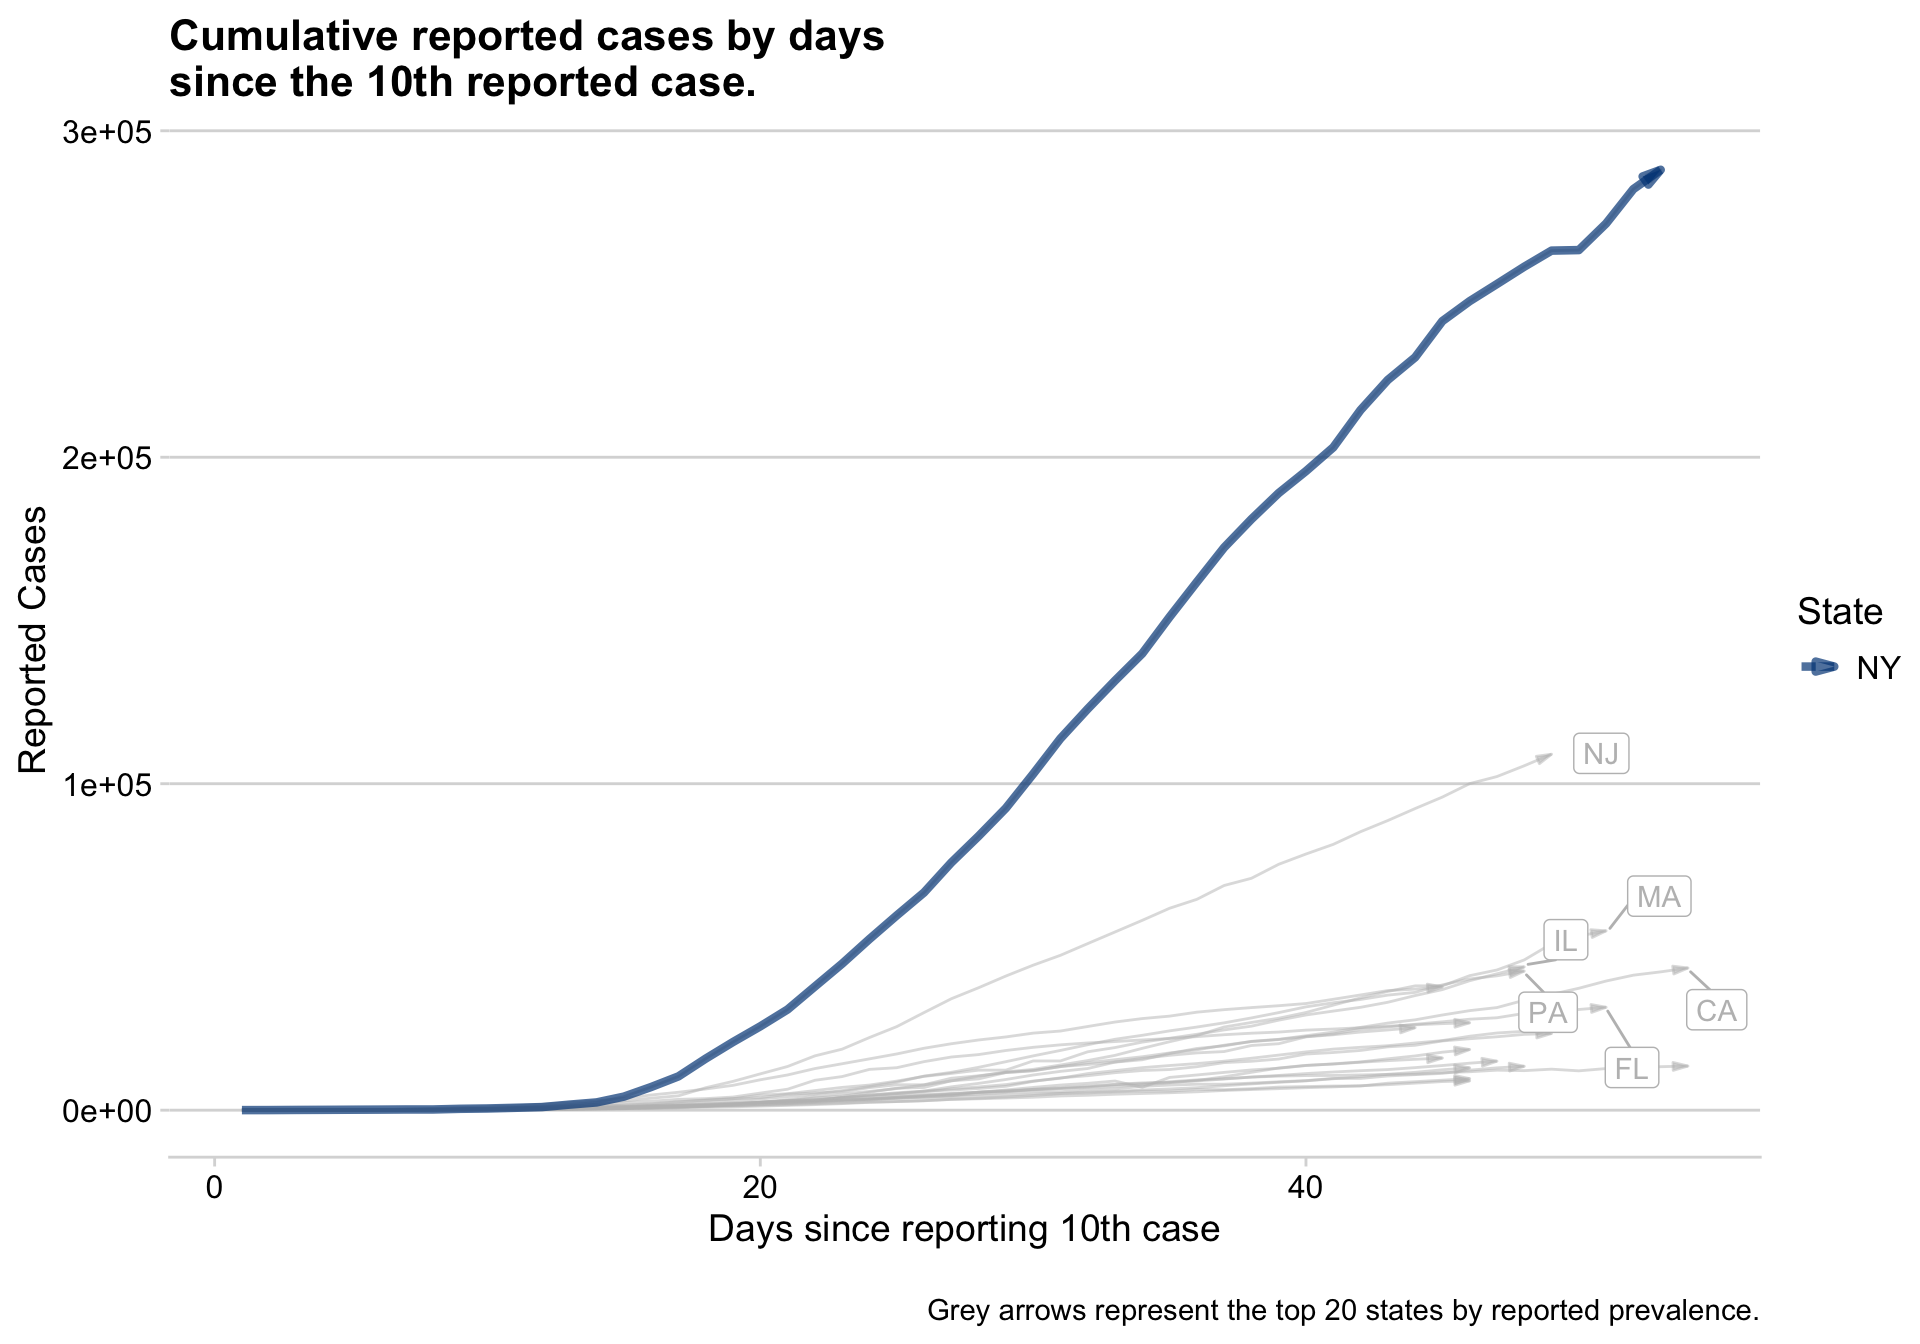 Cumulative reported cases by days
since the 10th reported case.
3e+05
2e+05
1e+05
0e+00
Reported Cases
NJ
MA
IL
PA
CA
FL
State
NY
0
20
40
Days since reporting 10th case
Grey arrows represent the top 20 states by reported prevalence.